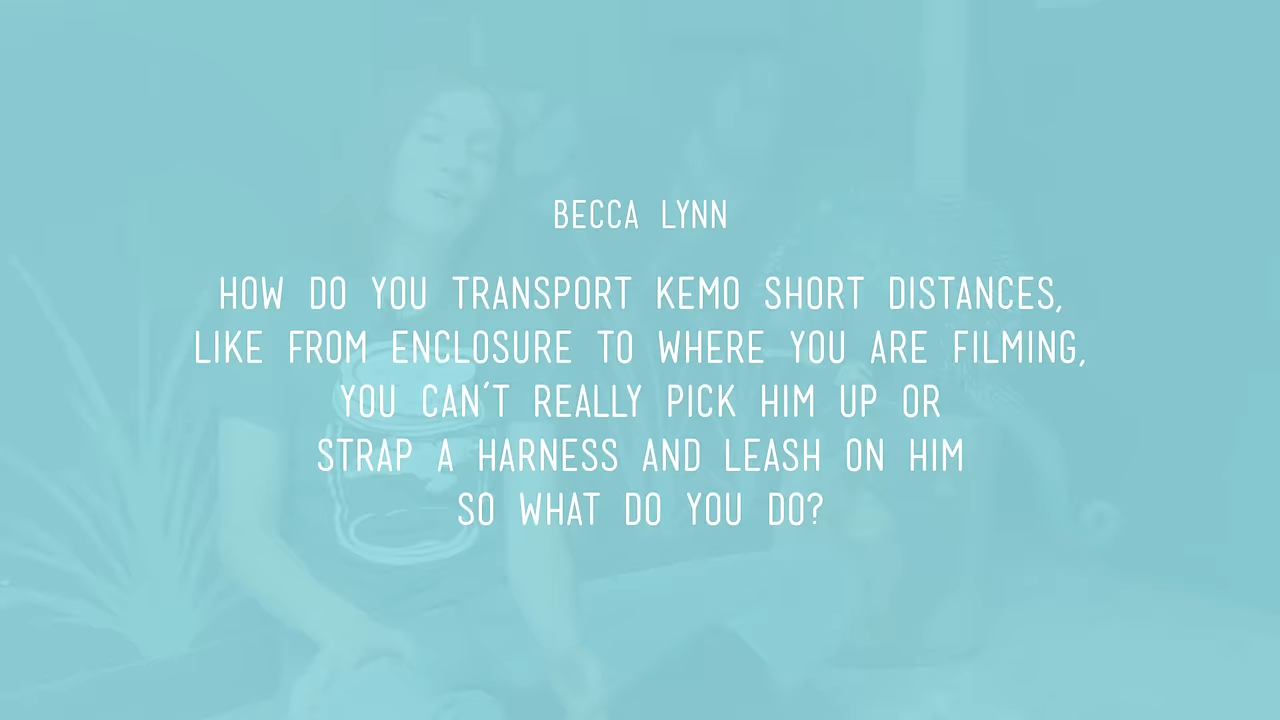 BECCA LYNN
HOW DO YOU TRANSPORT KEMO SHORT DISTANCES,
LIKE FROM ENCLOSURE TO WHERE YOU ARE FILMING,
YOU CAN'T REALLY PICK HIM UP OR
STRAP A HARNESS AND LEASH ON HIM
SO WHAT DO YOU DO?